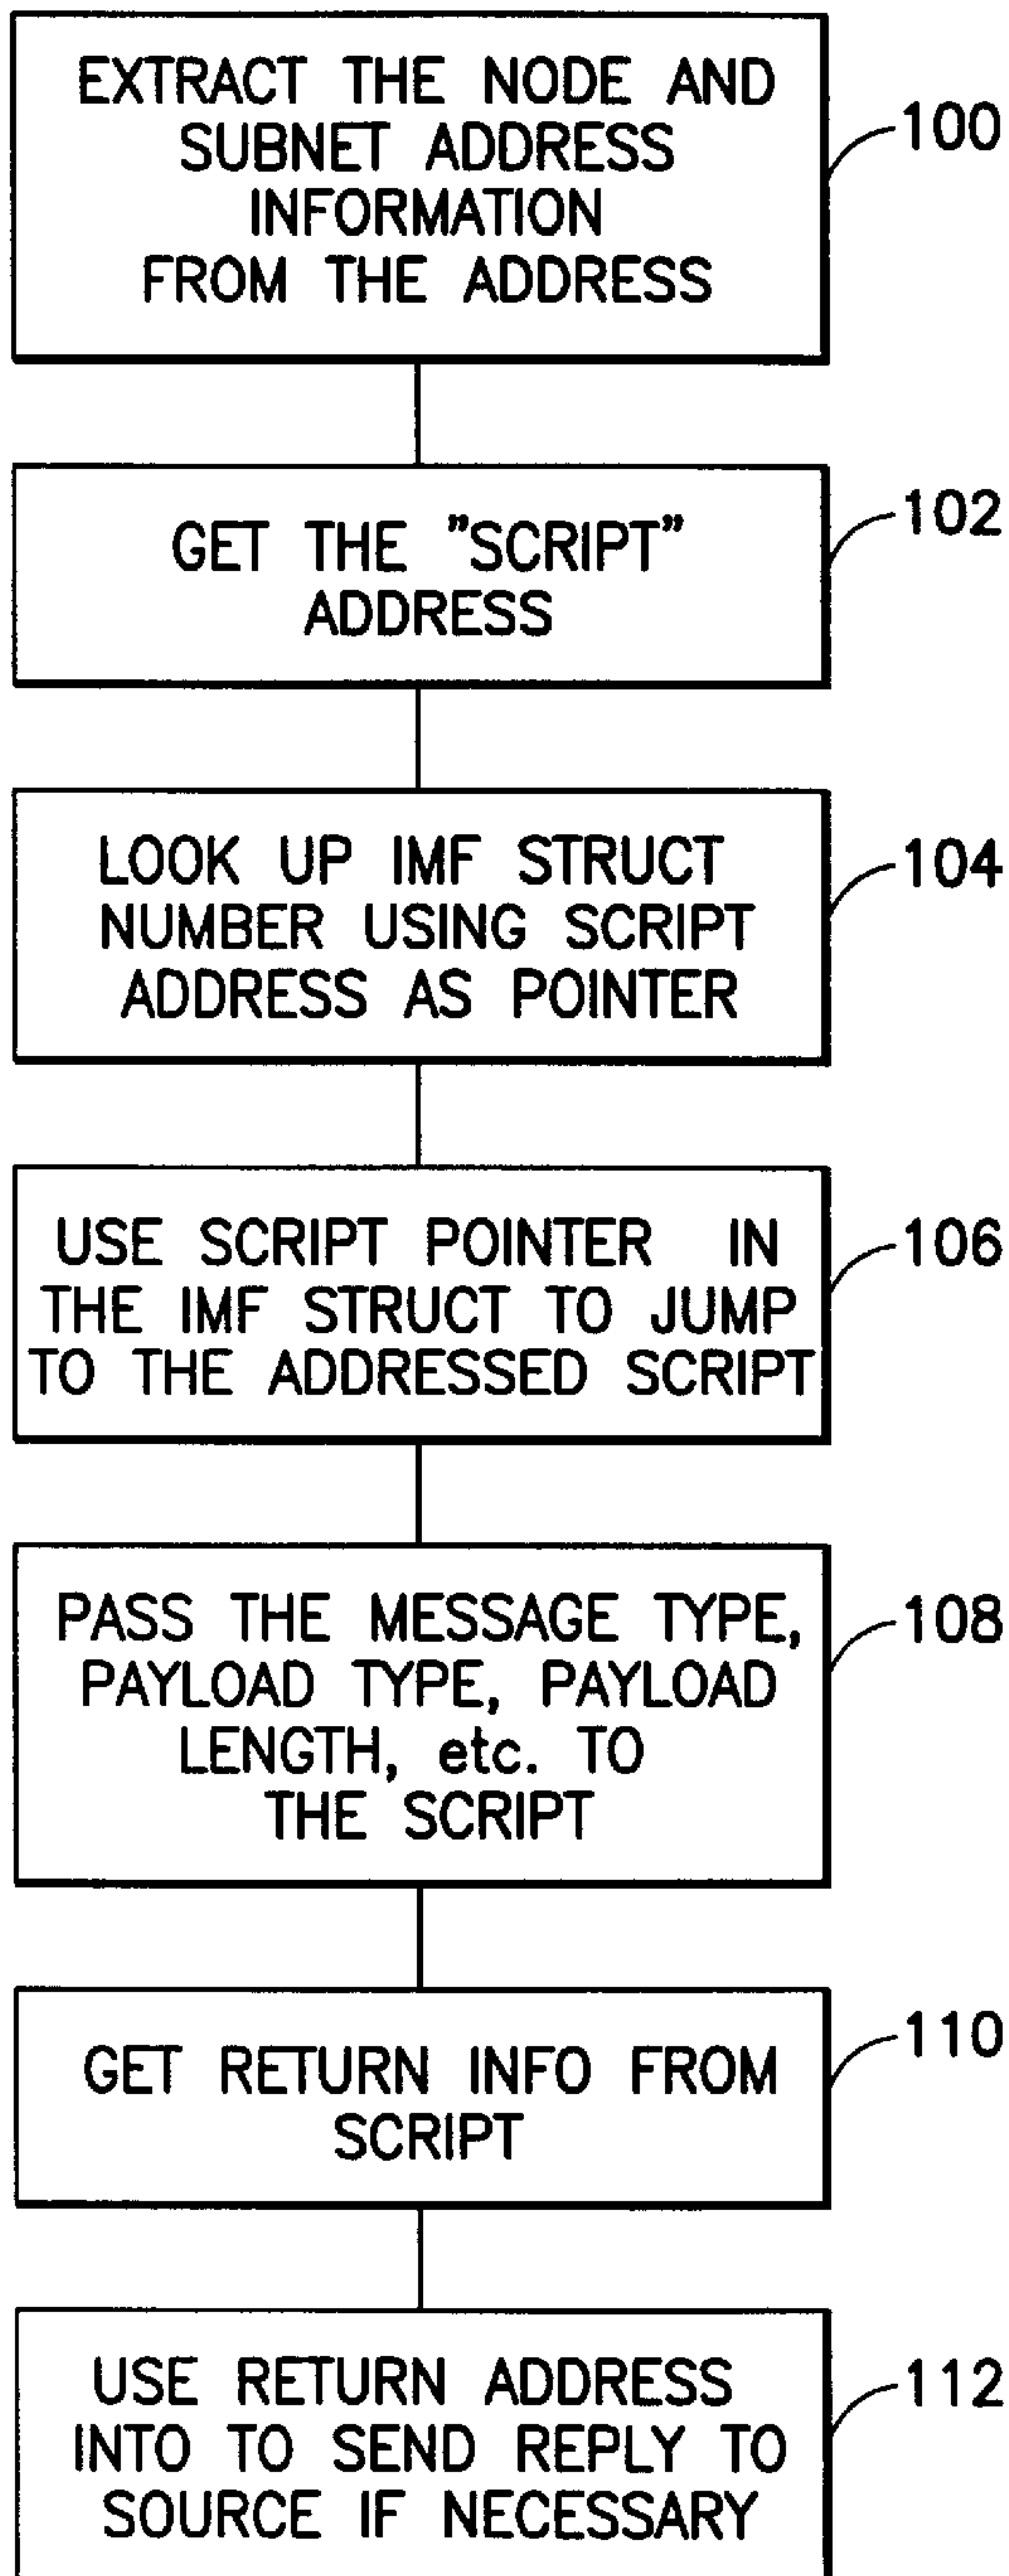 EXTRACT THE NODE AND
SUBNET ADDRESS
INFORMATION
FROM THE ADDRESS
100
GET THE "SCRIPT"
ADDRESS
102
LOOK UP IMF STRUCT
NUMBER USING SCRIPT
ADDRESS AS POINTER
104
USE SCRIPT POINTER IN
THE IMF STRUCT TO JUMP
TO THE ADDRESSED SCRIPT
106
PASS THE MESSAGE TYPE,
PAYLOAD TYPE, PAYLOAD
LENGTH, etc. TO
THE SCRIPT
108
GET RETURN INFO FROM
SCRIPT
110
USE RETURN ADDRESS
INTO TO SEND REPLY TO
SOURCE IF NECESSARY
112